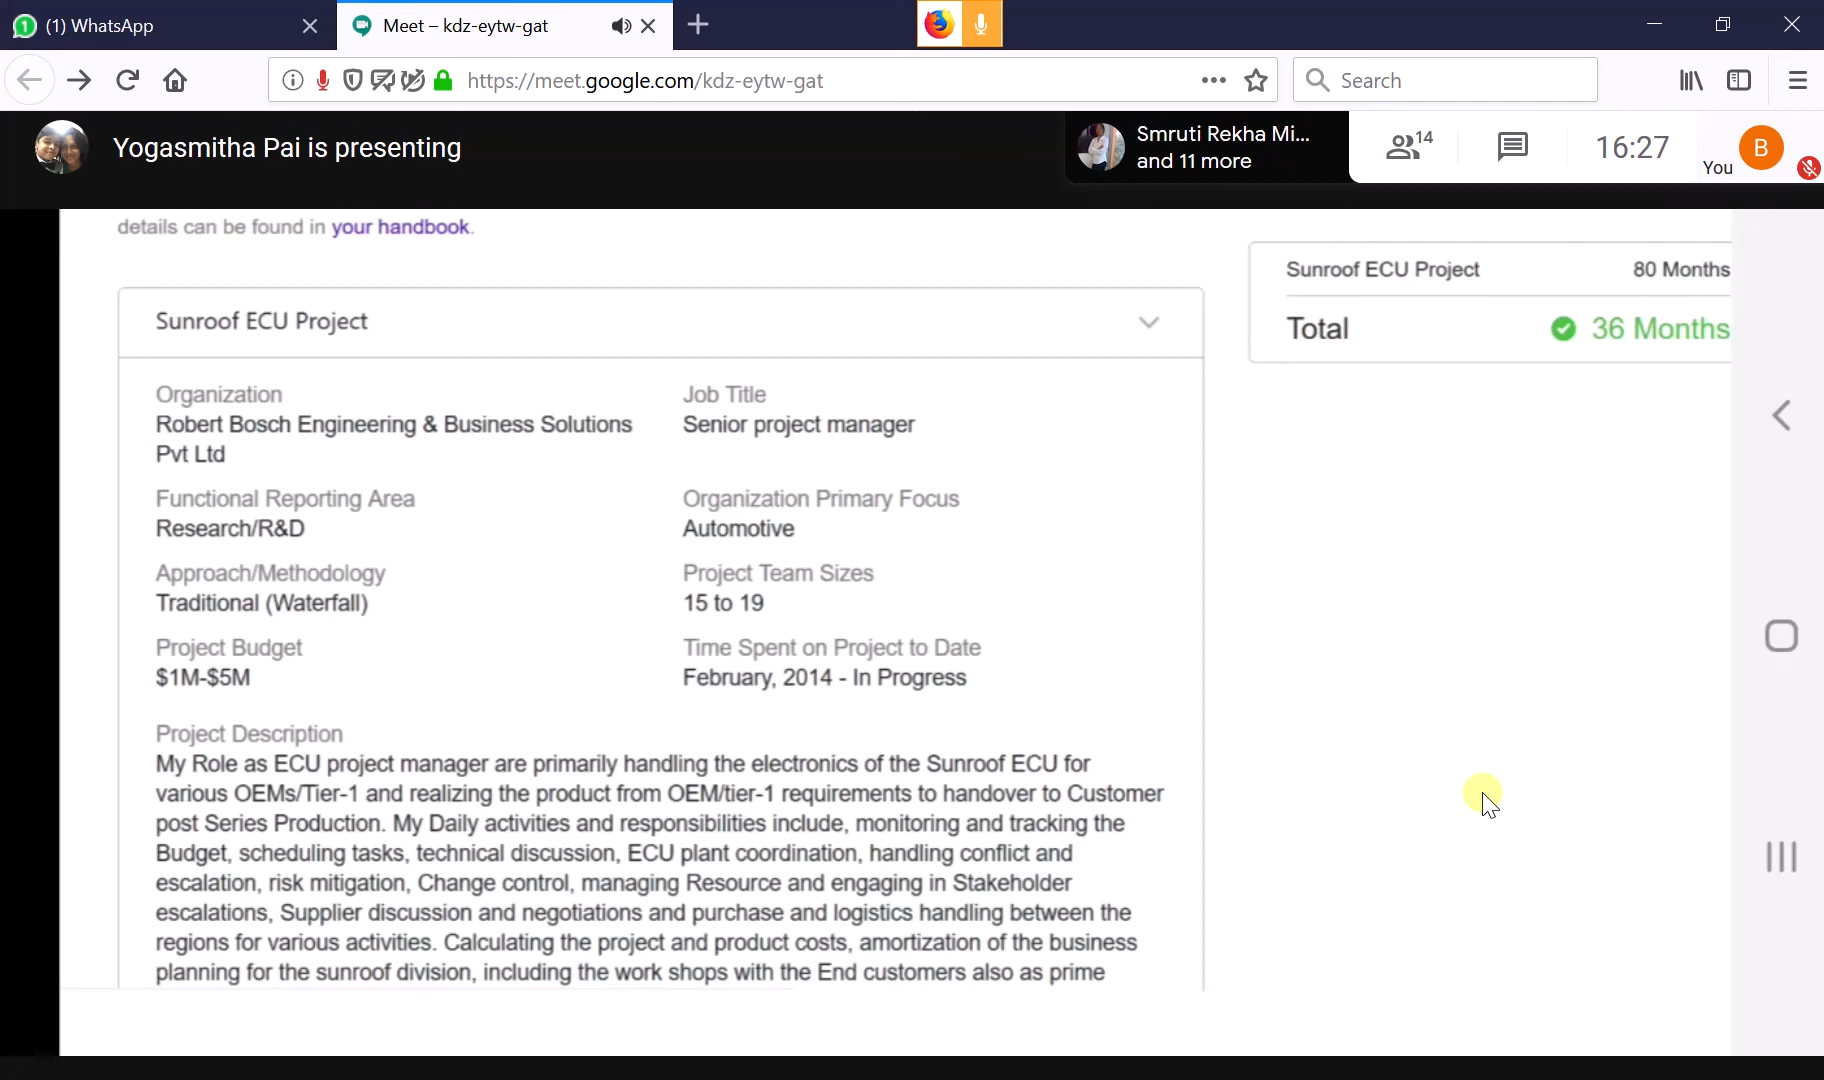 (1) WhatsApp
Meet – kdz-eytw-gat
https://meet.google.com/kdz-eytw-gat
Search
Yogasmitha Pai is presenting
Smruti Rekha Mi...
and 11 more
14
16:27
You
B
details can be found in your handbook.
Sunroof ECU Project 80 Months
Total 36 Months
Sunroof ECU Project
Organization
Robert Bosch Engineering & Business Solutions
Pvt Ltd
Job Title
Senior project manager
Functional Reporting Area
Research/R&D
Organization Primary Focus
Automotive
Approach/Methodology
Traditional (Waterfall)
Project Team Sizes
15 to 19
Project Budget
$1M-$5M
Time Spent on Project to Date
February, 2014 - In Progress
Project Description
My Role as ECU project manager are primarily handling the electronics of the Sunroof ECU for
various OEMs/Tier-1 and realizing the product from OEM/tier-1 requirements to handover to Customer
post Series Production. My Daily activities and responsibilities include, monitoring and tracking the
Budget, scheduling tasks, technical discussion, ECU plant coordination, handling conflict and
escalation, risk mitigation, Change control, managing Resource and engaging in Stakeholder
escalations, Supplier discussion and negotiations and purchase and logistics handling between the
regions for various activities. Calculating the project and product costs, amortization of the business
planning for the sunroof division, including the work shops with the End customers also as prime